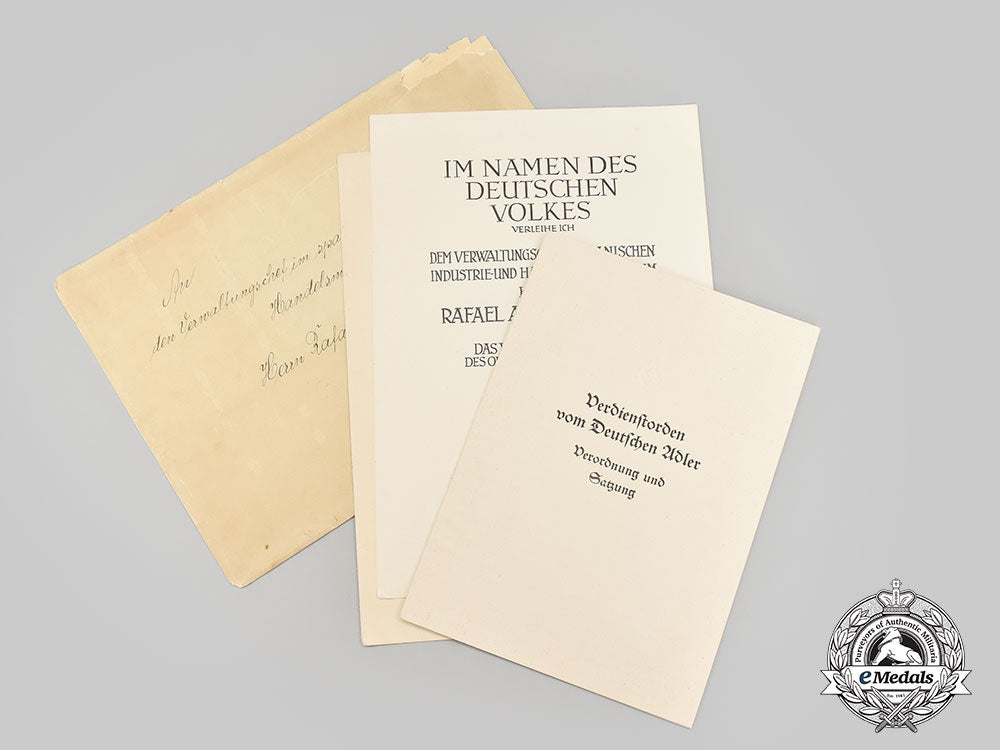 An
den Verwaltungschef im
Handelsm
Herrn Rafa
IM NAMEN DES
DEUTSCHEN
VOLKES
VERLEIHE ICH
DEM VERWALTUNGS NISCHEN
INDUSTRIE-UND H
RAFAEL A
DAS
DES O
Verdienstorden
vom Deutschen Adler
Verordnung und
Satzung
Purveyors of Authentic Militaria
eMedals